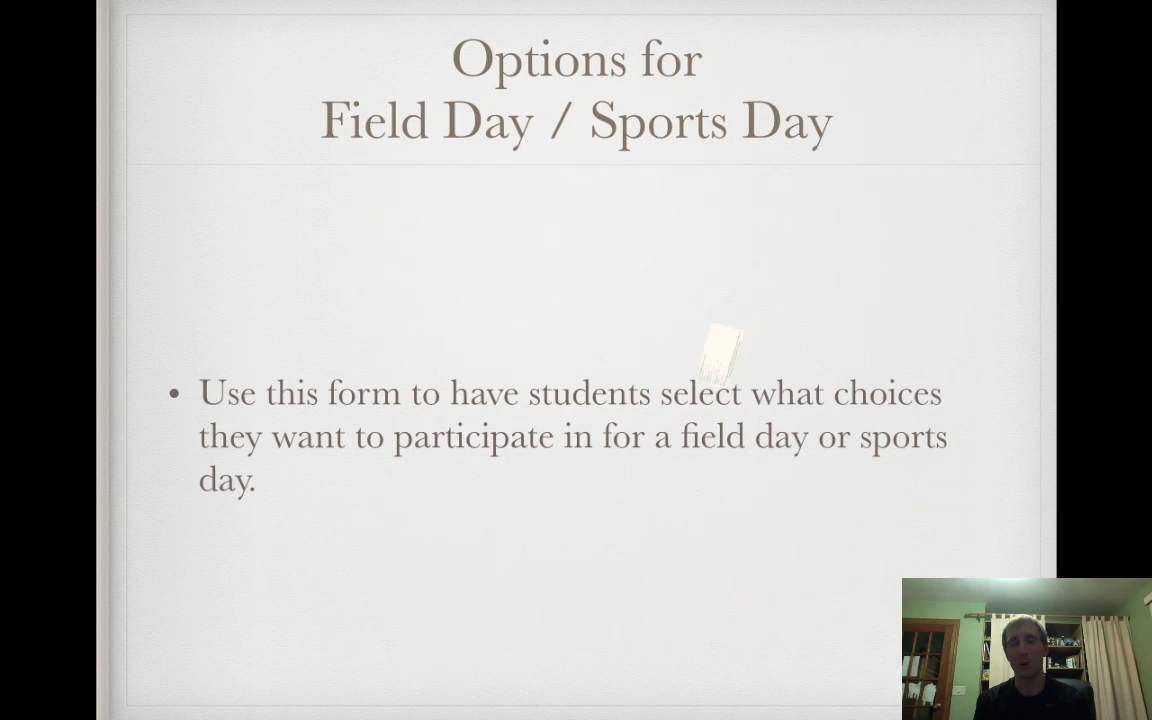 Options for
Field Day / Sports Day
• Use this form to have students select what choices
they want to participate in for a field day or sports
day.